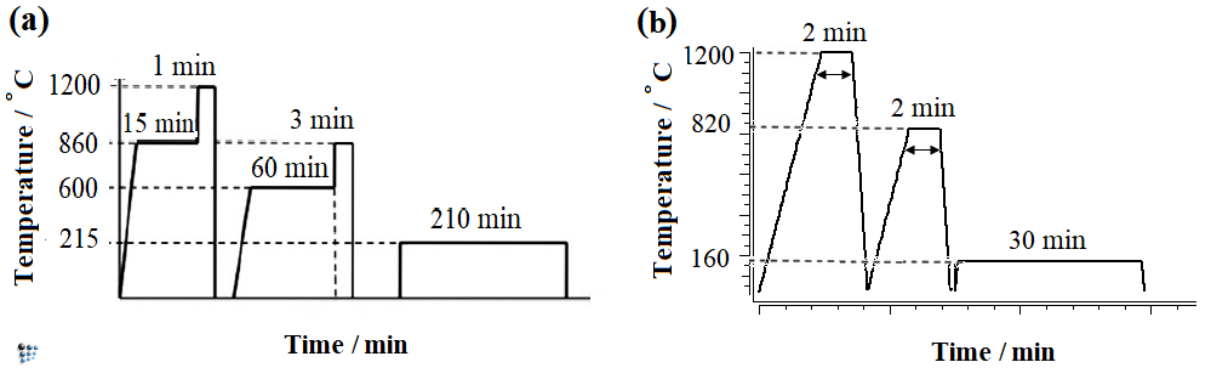 (a)
Temperature / °C
1200
860
600
215
1 min
15 min
3 min
60 min
210 min
Time / min
(b)
Temperature / °C
1200
820
160
2 min
2 min
30 min
Time / min